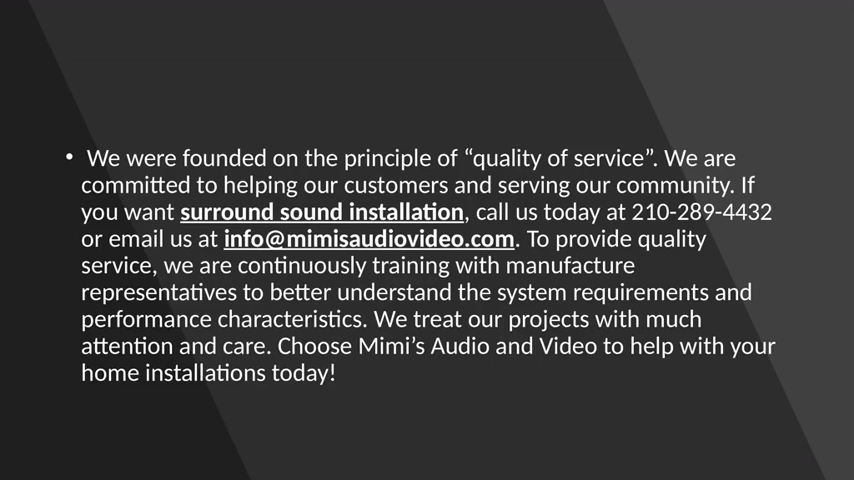 • We were founded on the principle of “quality of service”. We are
committed to helping our customers and serving our community. If
you want surround sound installation, call us today at 210-289-4432
or email us at info@mimisaudiovideo.com. To provide quality
service, we are continuously training with manufacture
representatives to better understand the system requirements and
performance characteristics. We treat our projects with much
attention and care. Choose Mimi’s Audio and Video to help with your
home installations today!